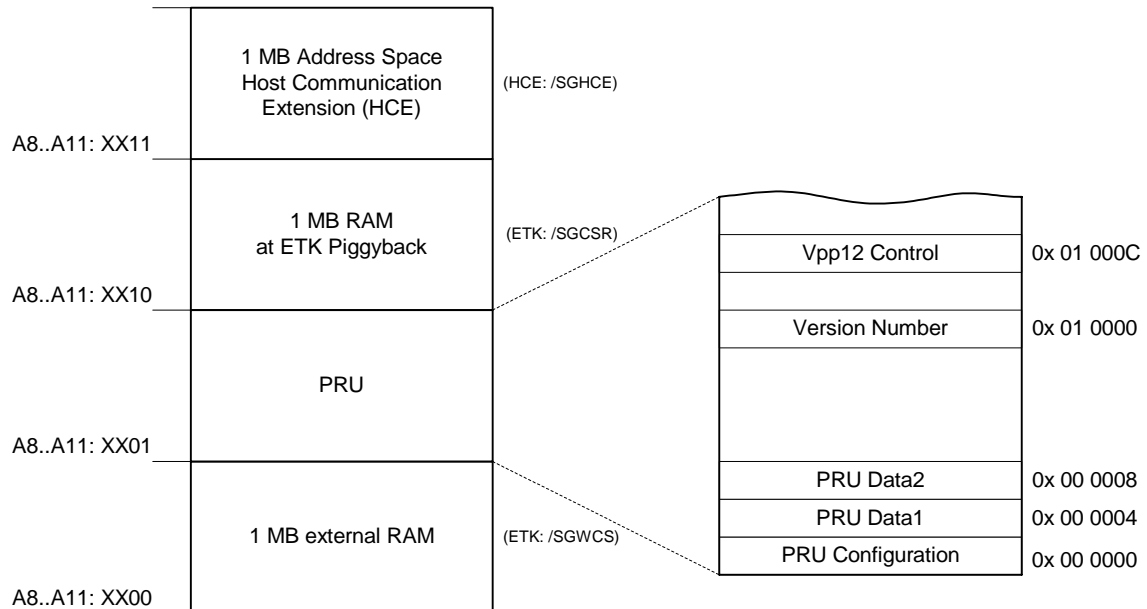 1 MB Address Space
Host Communication
Extension (HCE)
(HCE: /SGHCE)
A8..A11: XX11
1 MB RAM
at ETK Piggyback
(ETK: /SGCSR)
A8..A11: XX10
PRU
A8..A11: XX01
1 MB external RAM
(ETK: /SGWCS)
A8..A11: XX00
Vpp12 Control
0x 01 000C
Version Number
0x 01 0000
PRU Data2
0x 00 0008
PRU Data1
0x 00 0004
PRU Configuration
0x 00 0000